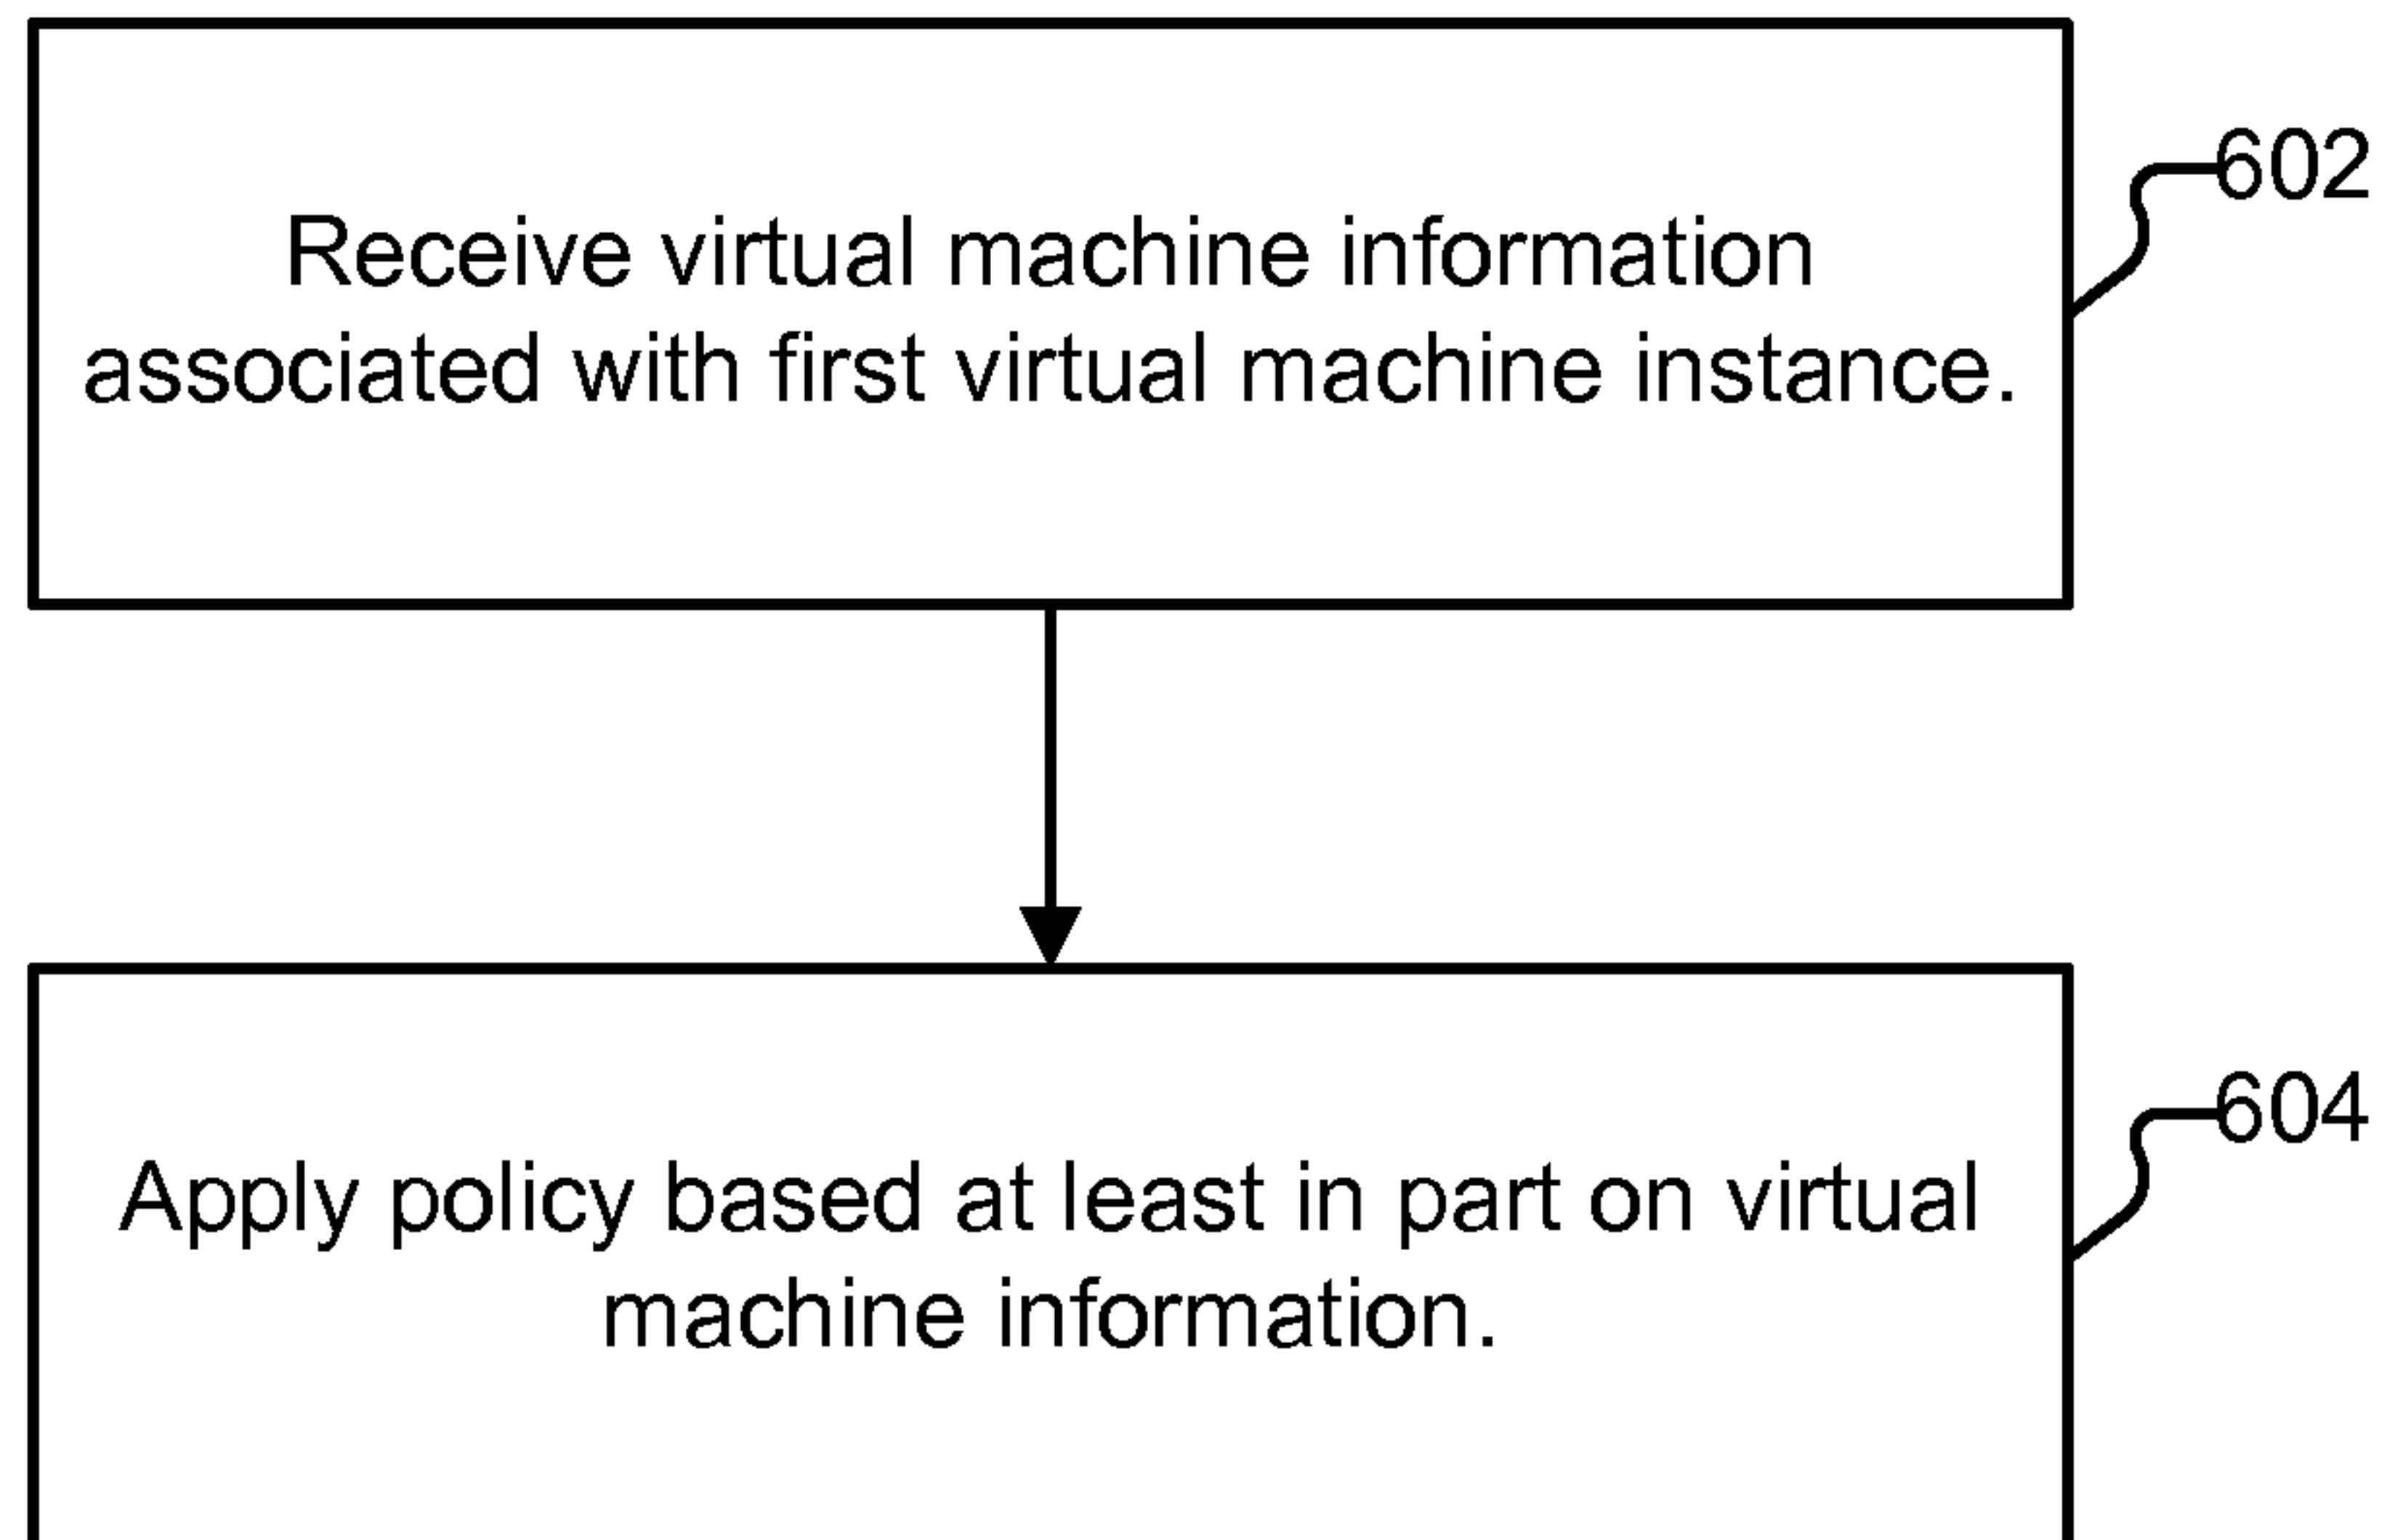 602
Receive virtual machine information
associated with first virtual machine instance.
604
Apply policy based at least in part on virtual
machine information.